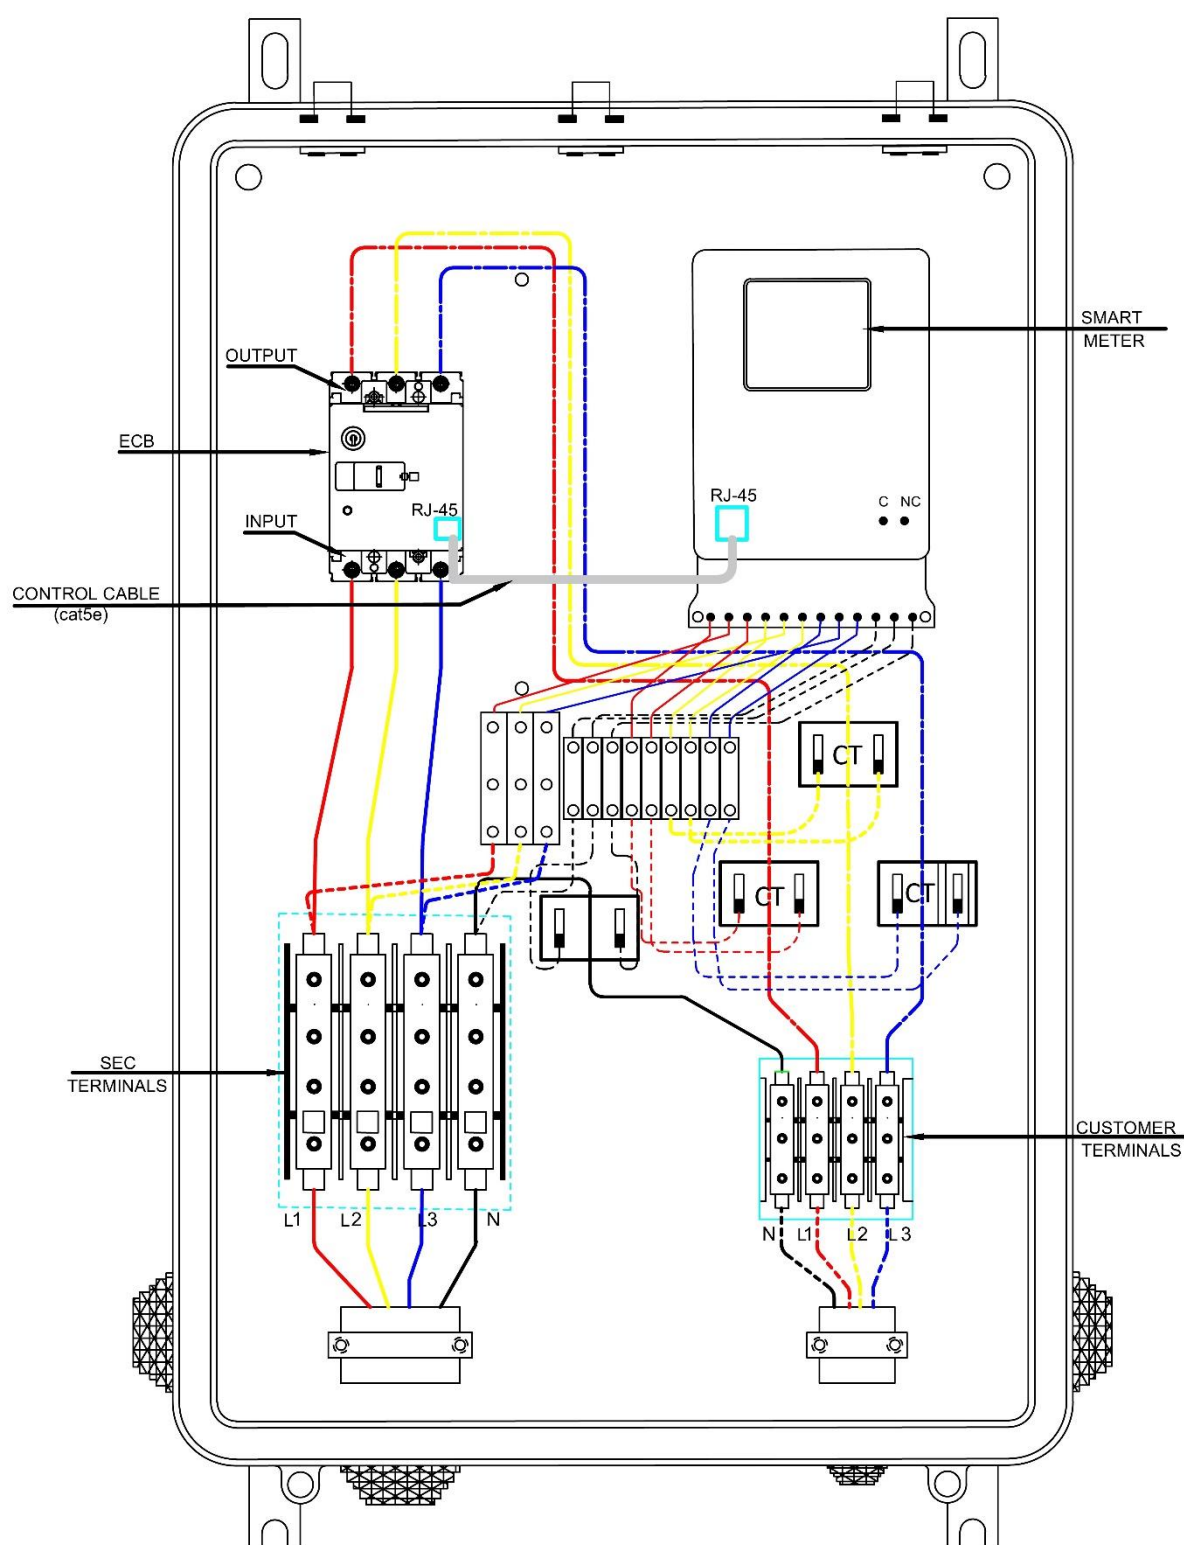 SMART
METER
OUTPUT
ECB
RJ-45
C NC
RJ-45
INPUT
CONTROL CABLE
(cat5e)
CT
CT
CT
SEC
TERMINALS
CUSTOMER
TERMINALS
L1 L2 L3 N
N L1 L2 L3